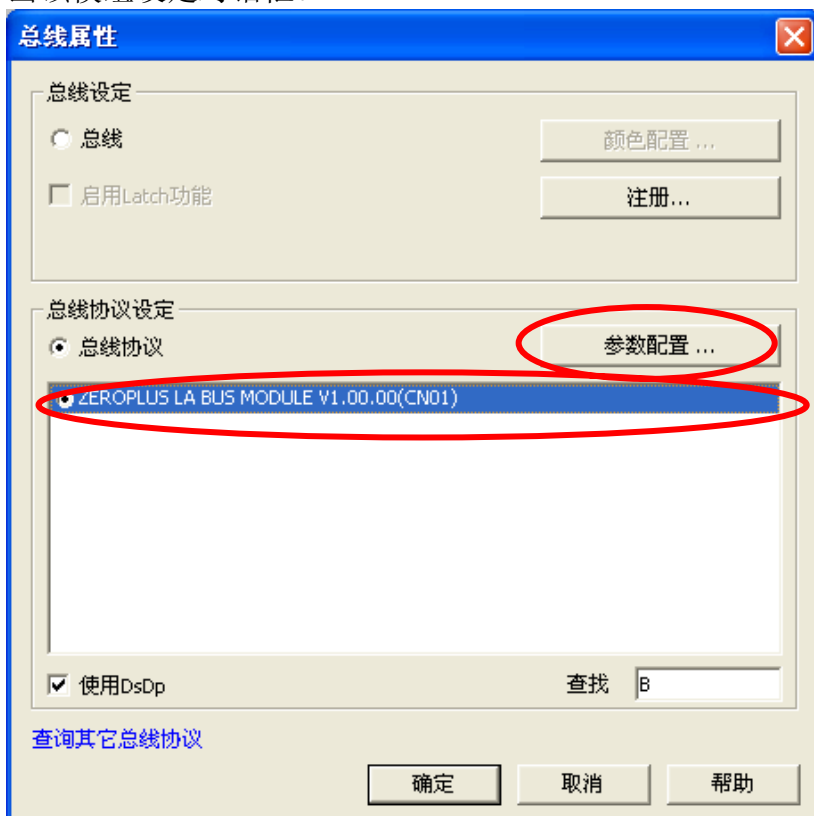 总线属性
总线设定
总线
颜色配置 ...
启用Latch功能
注册...
总线协议设定
总线协议
参数配置 ...
ZEROPLUS LA BUS MODULE V1.00.00(CN01)
使用DsDp
查找 B
查询其它总线协议
确定 取消 帮助